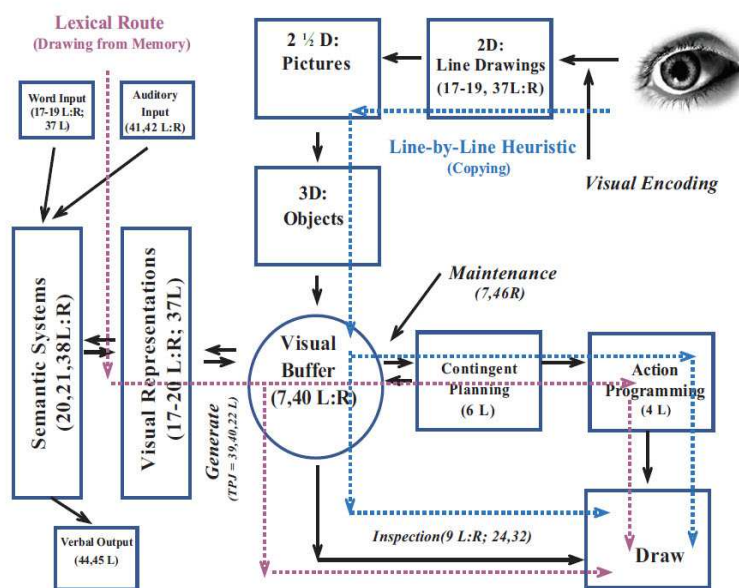 Lexical Route
(Drawing from Memory)
Word Input
(17-19 L:R;
37 L)
Auditory
Input
(41,42 L:R)
2 ½ D:
Pictures
2D:
Line Drawings
(17-19, 37L:R)
Line-by-Line Heuristic
(Copying)
Visual Encoding
3D:
Objects
Maintenance
(7,46R)
Semantic Systems
(20,21,38L:R)
Visual Representations
(17-20 L:R; 37L)
Generate
(TPJ = 39,40,22 L)
Visual
Buffer
(7,40 L:R)
Contingent
Planning
(6 L)
Action
Programming
(4 L)
Inspection(9 L:R; 24,32)
Draw
Verbal Output
(44,45 L)